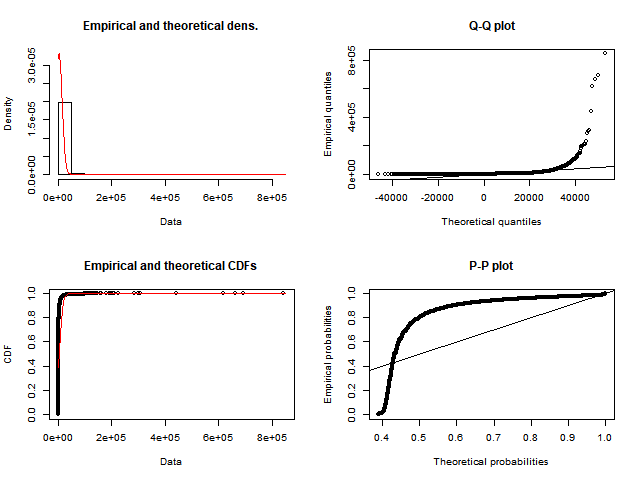 Empirical and theoretical dens.
Density
0.0e+00 1.5e-05 3.0e-05
0e+00 2e+05 4e+05 6e+05 8e+05
Data
Q-Q plot
Empirical quantiles
0e+00 4e+05 8e+05
-40000 -20000 0 20000 40000
Theoretical quantiles
Empirical and theoretical CDFs
CDF
0.0 0.2 0.4 0.6 0.8 1.0
0e+00 2e+05 4e+05 6e+05 8e+05
Data
P-P plot
Empirical probabilities
0.0 0.2 0.4 0.6 0.8 1.0
0.4 0.5 0.6 0.7 0.8 0.9 1.0
Theoretical probabilities